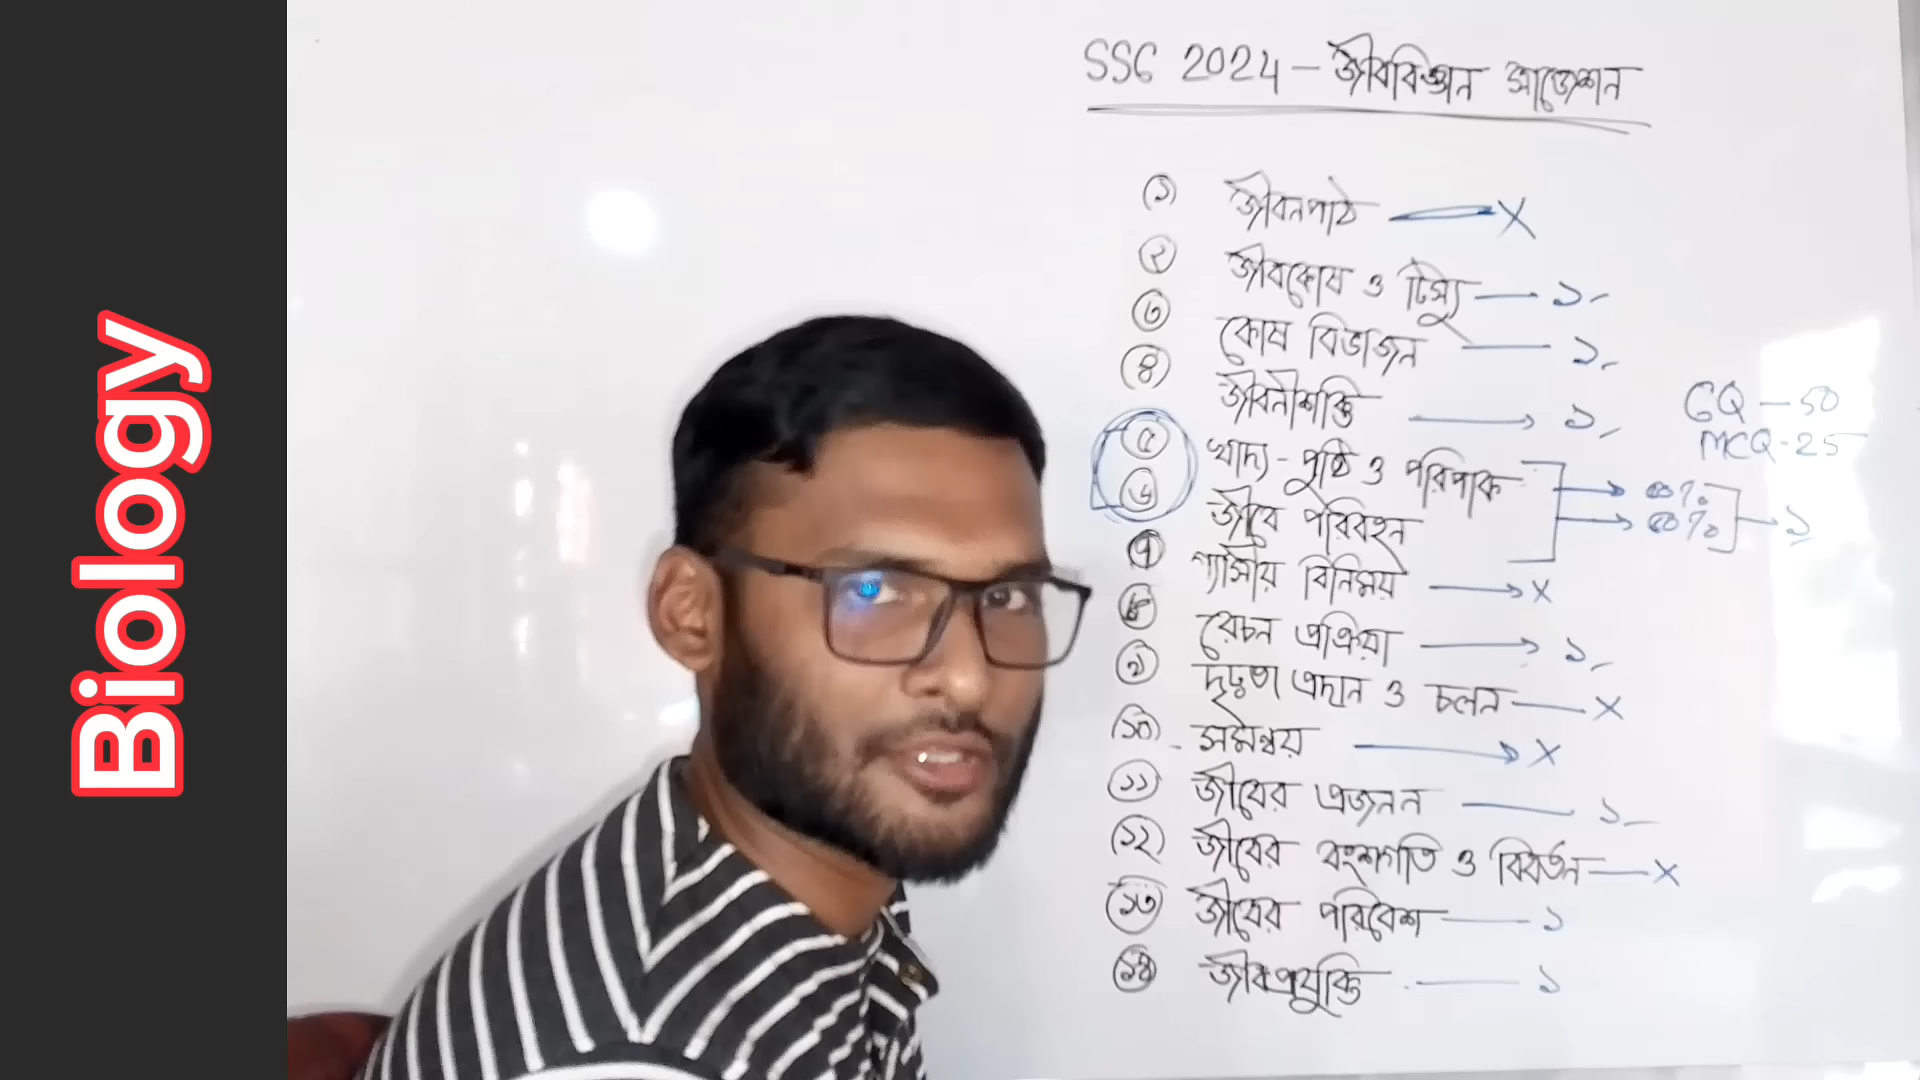 Biology
SSC 2024 - জীববিজ্ঞান সাজেশন
১ জীবনপাঠ → X
২ জীবকোষ ও টিস্যু — ১
৩ কোষ বিভাজন — ১
৪ জীবনীশক্তি → ১
৫ খাদ্য - পুষ্টি ও পরিপাক → 60%
৬ জীবে পরিবহন → 60% → ১
CQ - 50
MCQ - 25
৭ গ্যাসীয় বিনিময় → X
৮ রেচন প্রক্রিয়া → ১
৯ দৃঢ়তা প্রদান ও চলন — X
১০ - সমন্বয় → X
১১ জীবের প্রজনন — ১
১২ জীবের বংশগতি ও বিবর্তন — X
১৩ জীবের পরিবেশ — ১
১৪ জীবপ্রযুক্তি — ১